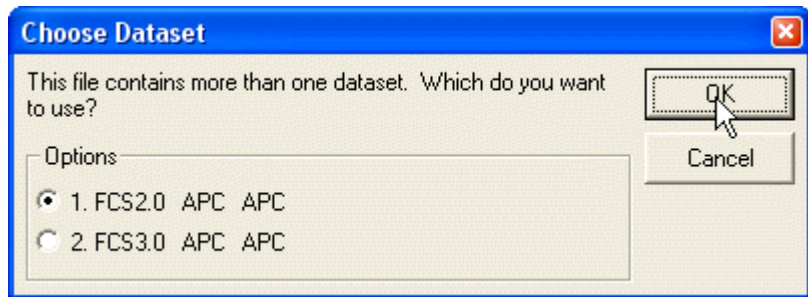 Choose Dataset
This file contains more than one dataset.  Which do you want
to use?
OK
Cancel
Options
1. FCS2.0   APC   APC
2. FCS3.0   APC   APC